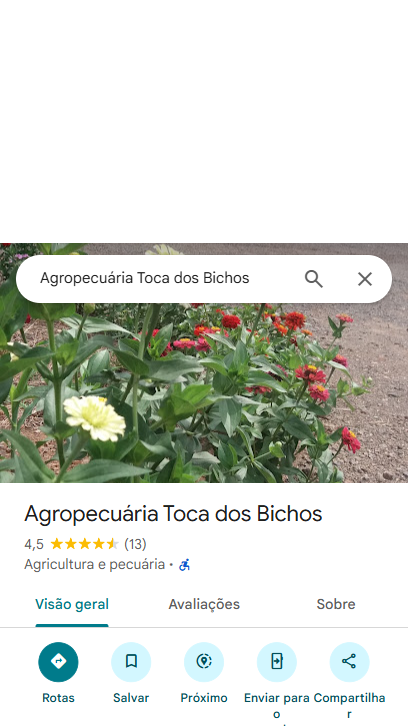 Agropecuária Toca dos Bichos
Agropecuária Toca dos Bichos
4,5 (13)
Agricultura e pecuária ·
Visão geral Avaliações Sobre
Rotas Salvar Próximo Enviar para o Compartilhar